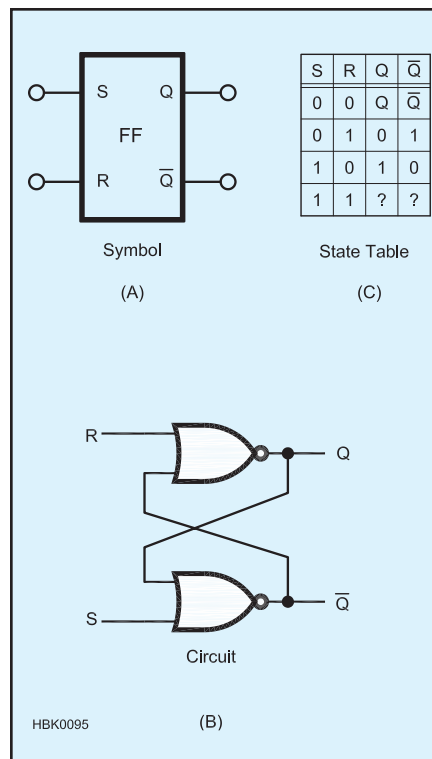 S Q
FF
R Q̅
Symbol
(A)
S R Q Q̅
0 0 Q Q̅
0 1 0 1
1 0 1 0
1 1 ? ?
State Table
(C)
R
Q
S
Q̅
Circuit
(B)
HBK0095